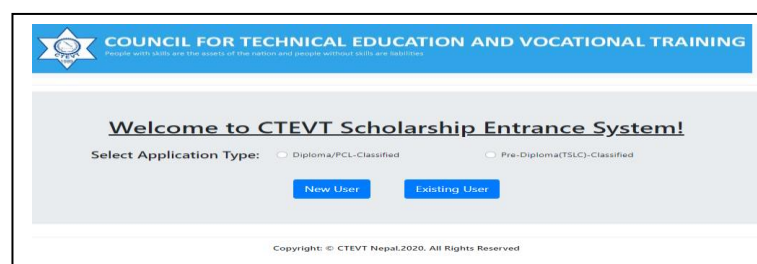 CTEVT
COUNCIL FOR TECHNICAL EDUCATION AND VOCATIONAL TRAINING
People with skills are the assets of the nation and people without skills are liabilities
Welcome to CTEVT Scholarship Entrance System!
Select Application Type: Diploma/PCL-Classified Pre-Diploma(TSLC)-Classified
New User Existing User
Copyright: © CTEVT Nepal,2020. All Rights Reserved